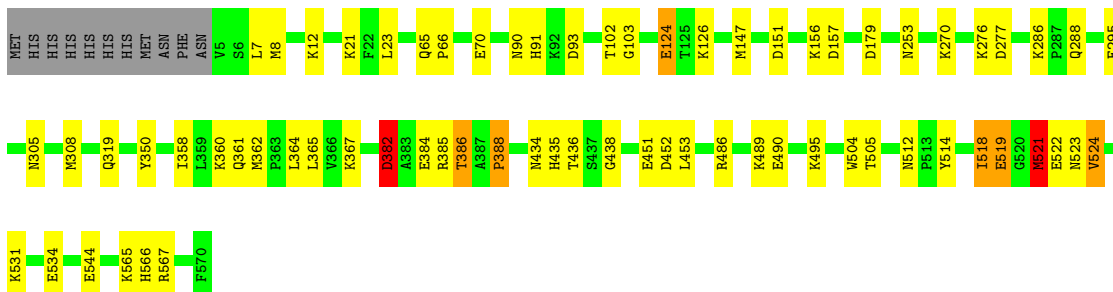 MET HIS HIS HIS HIS HIS HIS MET ASN PHE ASN V5 S6 L7 M8 K12 K21 F22 L23 Q65 P66 E70 N90 H91 K92 D93 T102 G103 E124 T125 K126 M147 D151 K156 D157 D179 N253 K270 K276 D277 K286 P287 Q288
N305 M308 Q319 Y350 I358 L359 K360 Q361 M362 P363 L364 L365 V366 K367 D382 A383 E384 R385 T386 A387 P388 N434 H435 T436 S437 G438 E451 D452 L453 R486 K489 E490 K495 W504 T505 N512 P513 Y514 I518 E519 G520 M521 E522 N523 V524
K531 E534 E544 K565 H566 R567 F570